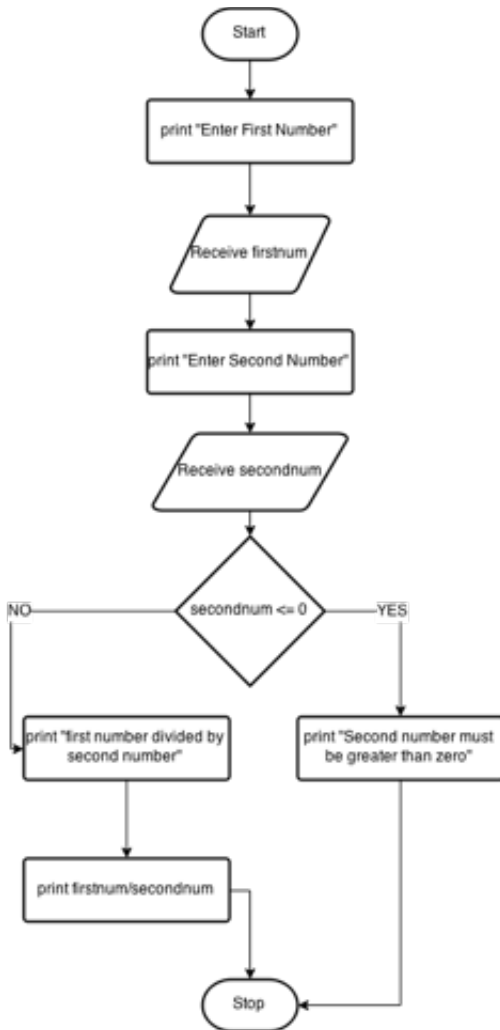 Start
print "Enter First Number"
Receive firstnum
print "Enter Second Number"
Receive secondnum
secondnum <= 0
NO
YES
print "first number divided by
second number"
print "Second number must
be greater than zero"
print firstnum/secondnum
Stop